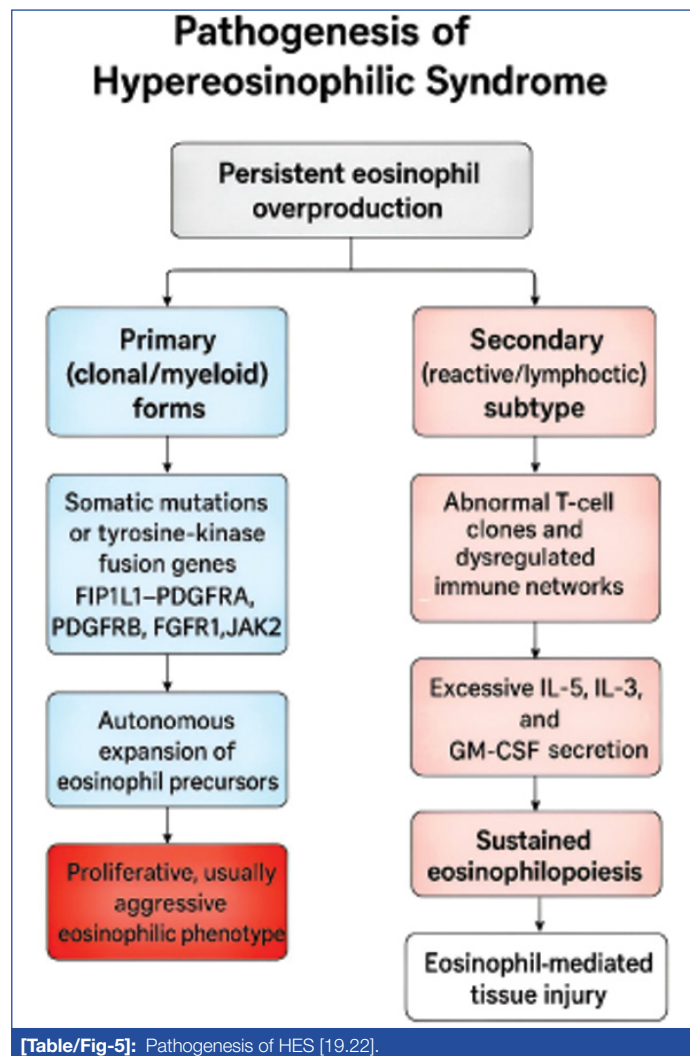 Pathogenesis of
Hypereosinophilic Syndrome
Persistent eosinophil
overproduction
Primary
(clonal/myeloid)
forms
Somatic mutations
or tyrosine-kinase
fusion genes
FIP1L1–PDGFRA,
PDGFRB, FGFR1,JAK2
Autonomous
expansion of
eosinophil precursors
Proliferative, usually
aggressive
eosinophilic phenotype
Secondary
(reactive/lymphoctic)
subtype
Abnormal T-cell
clones and
dysregulated
immune networks
Excessive IL-5, IL-3,
and
GM-CSF secretion
Sustained
eosinophilopoiesis
Eosinophil-mediated
tissue injury
[Table/Fig-5]: Pathogenesis of HES [19.22].